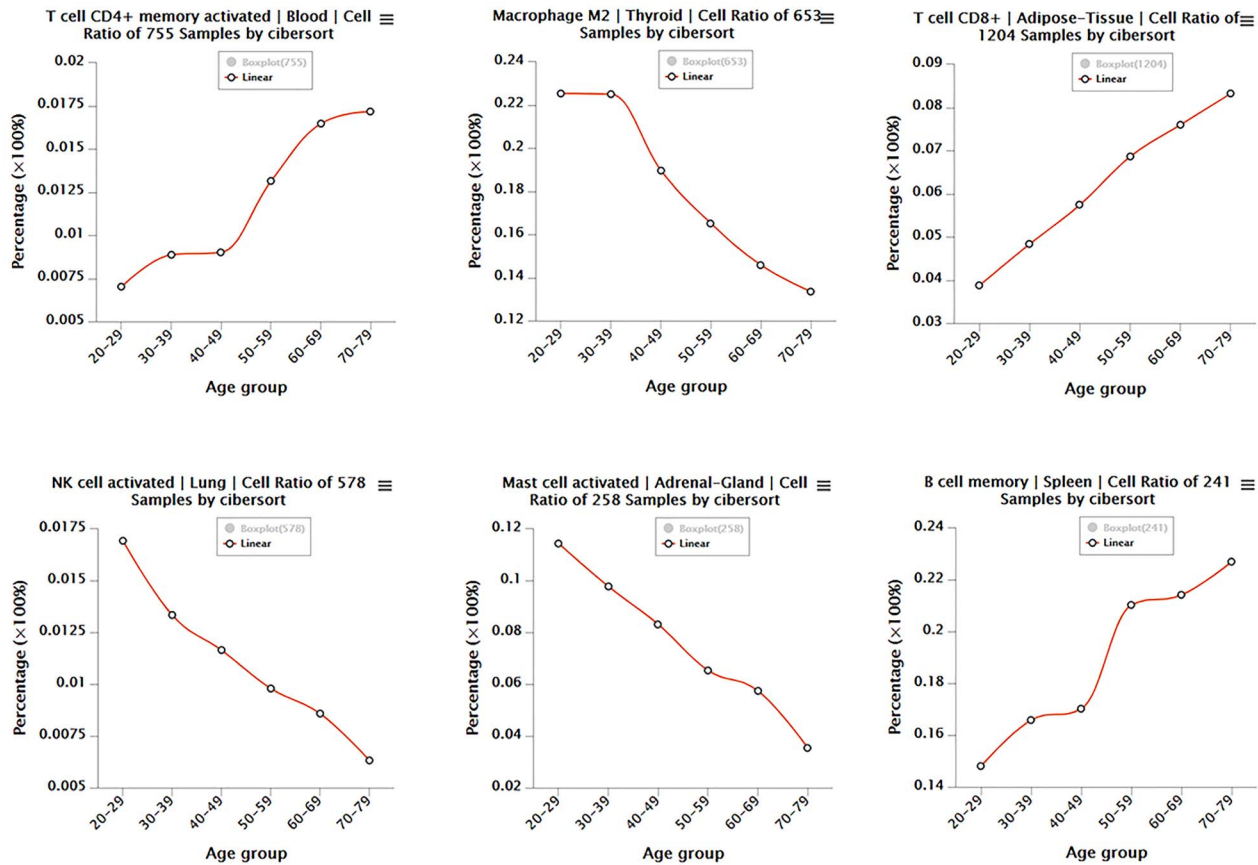 T cell CD4+ memory activated | Blood | Cell
Ratio of 755 Samples by cibersort
Boxplot(755)
Linear
Percentage (×100%)
0.02
0.0175
0.015
0.0125
0.01
0.0075
0.005
20-29
30-39
40-49
50-59
60-69
70-79
Age group
Macrophage M2 | Thyroid | Cell Ratio of 653
Samples by cibersort
Boxplot(653)
Linear
Percentage (×100%)
0.24
0.22
0.2
0.18
0.16
0.14
0.12
20-29
30-39
40-49
50-59
60-69
70-79
Age group
T cell CD8+ | Adipose-Tissue | Cell Ratio of
1204 Samples by cibersort
Boxplot(1204)
Linear
Percentage (×100%)
0.09
0.08
0.07
0.06
0.05
0.04
0.03
20-29
30-39
40-49
50-59
60-69
70-79
Age group
NK cell activated | Lung | Cell Ratio of 578
Samples by cibersort
Boxplot(578)
Linear
Percentage (×100%)
0.0175
0.015
0.0125
0.01
0.0075
0.005
20-29
30-39
40-49
50-59
60-69
70-79
Age group
Mast cell activated | Adrenal-Gland | Cell
Ratio of 258 Samples by cibersort
Boxplot(258)
Linear
Percentage (×100%)
0.12
0.1
0.08
0.06
0.04
0.02
20-29
30-39
40-49
50-59
60-69
70-79
Age group
B cell memory | Spleen | Cell Ratio of 241
Samples by cibersort
Boxplot(241)
Linear
Percentage (×100%)
0.24
0.22
0.2
0.18
0.16
0.14
20-29
30-39
40-49
50-59
60-69
70-79
Age group